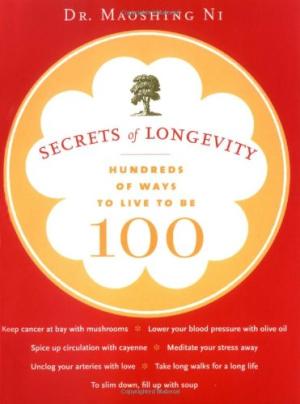 DR. MAOSHING NI
SECRETS of LONGEVITY
HUNDREDS
OF WAYS
TO LIVE TO BE
100
Keep cancer at bay with mushrooms * Lower your blood pressure with olive oil
Spice up circulation with cayenne * Meditate your stress away
Unclog your arteries with love * Take long walks for a long life
To slim down, fill up with soup